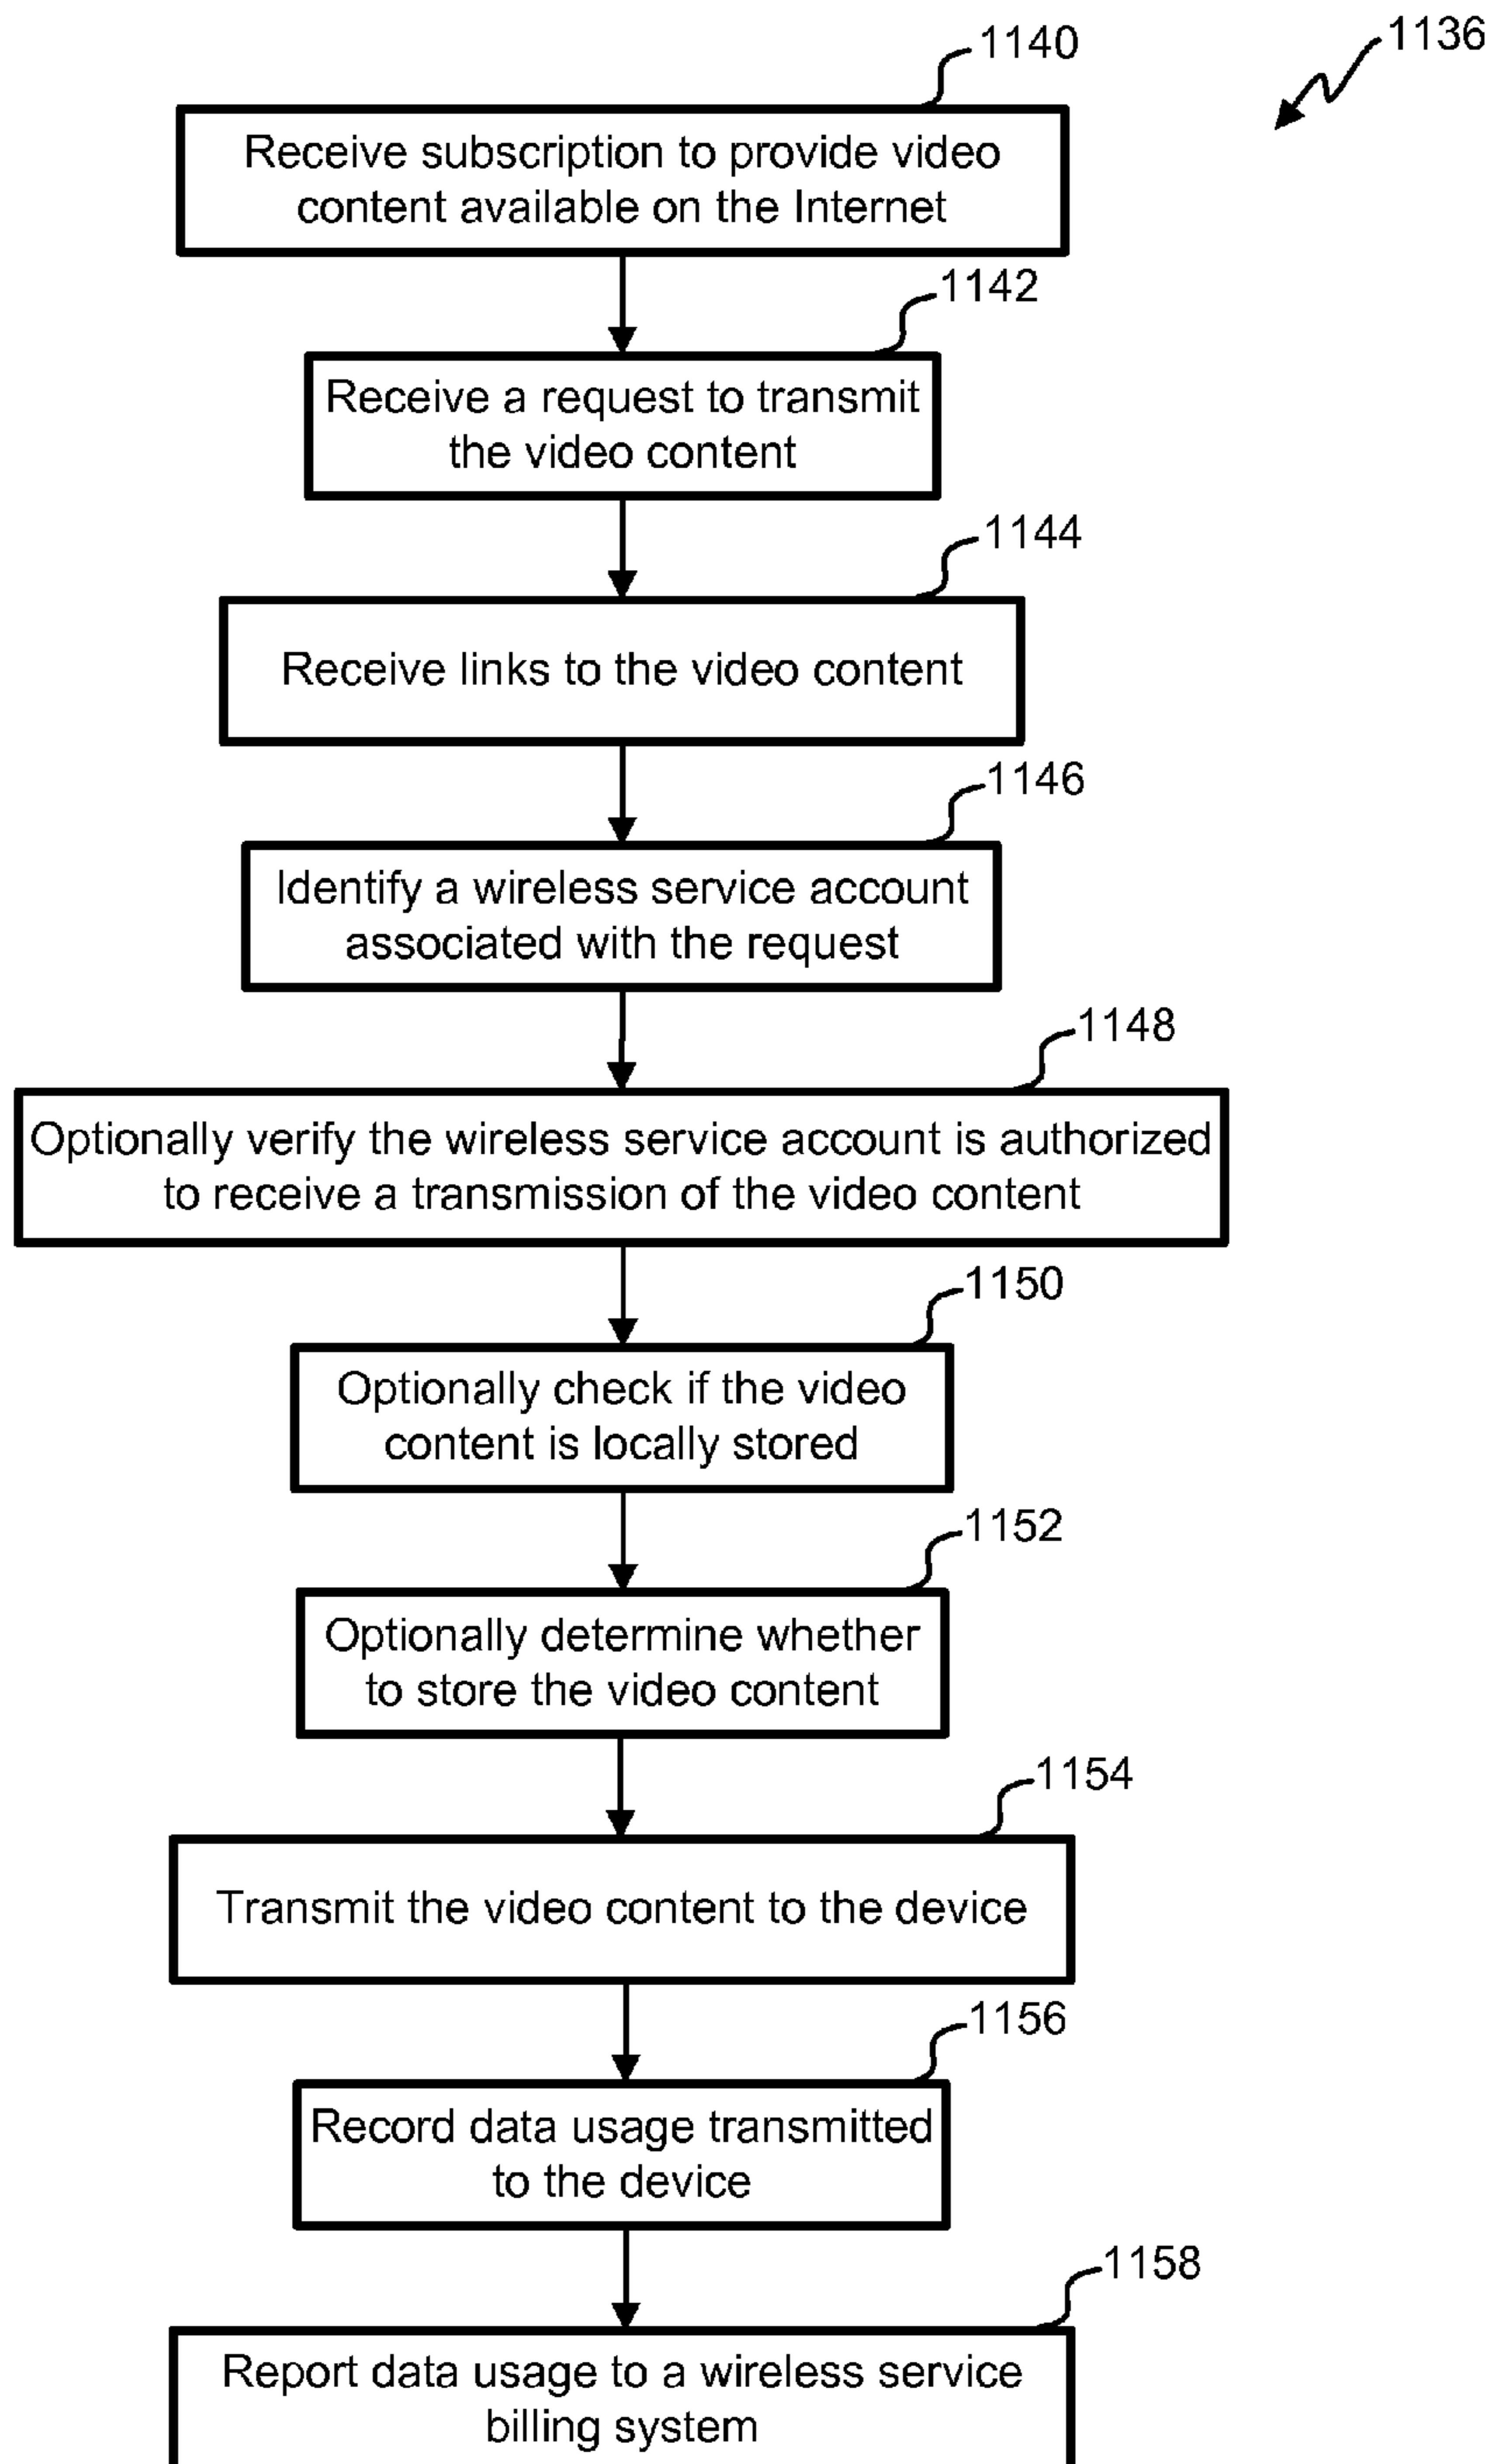 1136
1140
Receive subscription to provide video
content available on the Internet
1142
Receive a request to transmit
the video content
1144
Receive links to the video content
1146
Identify a wireless service account
associated with the request
1148
Optionally verify the wireless service account is authorized
to receive a transmission of the video content
1150
Optionally check if the video
content is locally stored
1152
Optionally determine whether
to store the video content
1154
Transmit the video content to the device
1156
Record data usage transmitted
to the device
1158
Report data usage to a wireless service
billing system